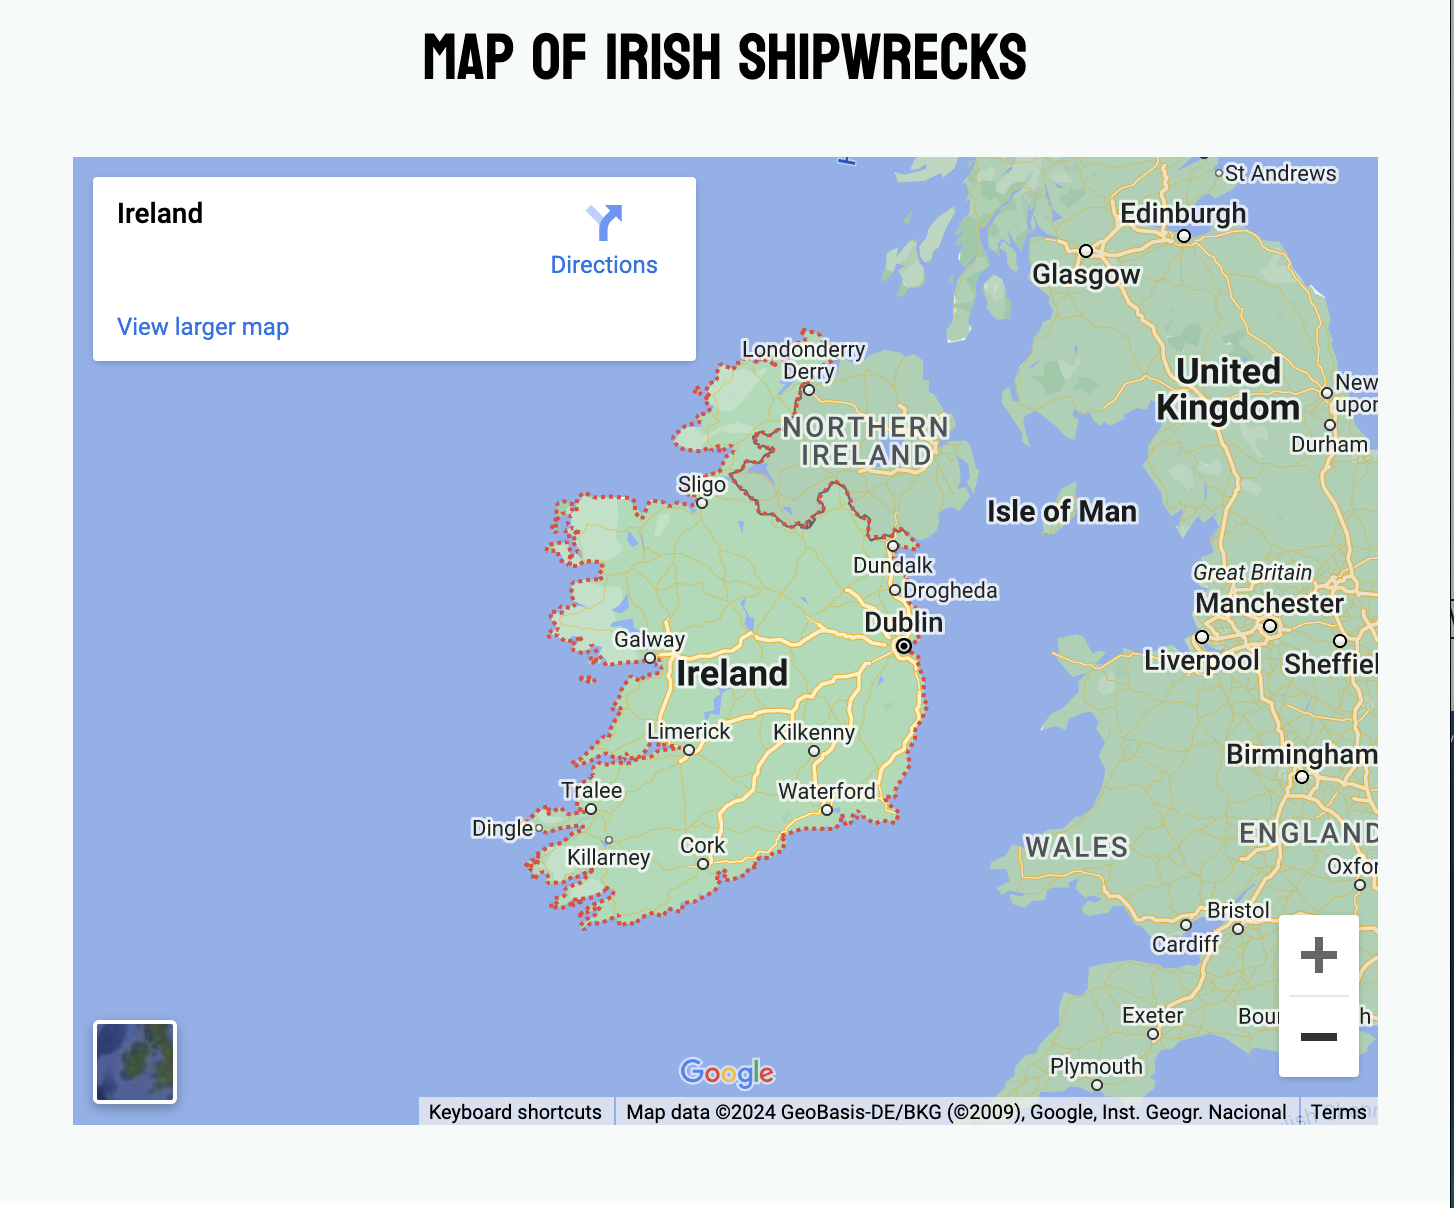 MAP OF IRISH SHIPWRECKS
Ireland
Directions
View larger map
St Andrews
Edinburgh
Glasgow
Londonderry
Derry
United
Kingdom
New
upor
Durham
NORTHERN
IRELAND
Sligo
Isle of Man
Dundalk
Drogheda
Great Britain
Manchester
Dublin
Galway
Liverpool
Sheffiel
Ireland
Limerick
Kilkenny
Birmingham
Tralee
Waterford
Dingle
Killarney
Cork
WALES
ENGLAND
Oxfor
Bristol
Cardiff
Exeter
Bou
h
Plymouth
Google
Keyboard shortcuts
Map data ©2024 GeoBasis-DE/BKG (©2009), Google, Inst. Geogr. Nacional
Terms